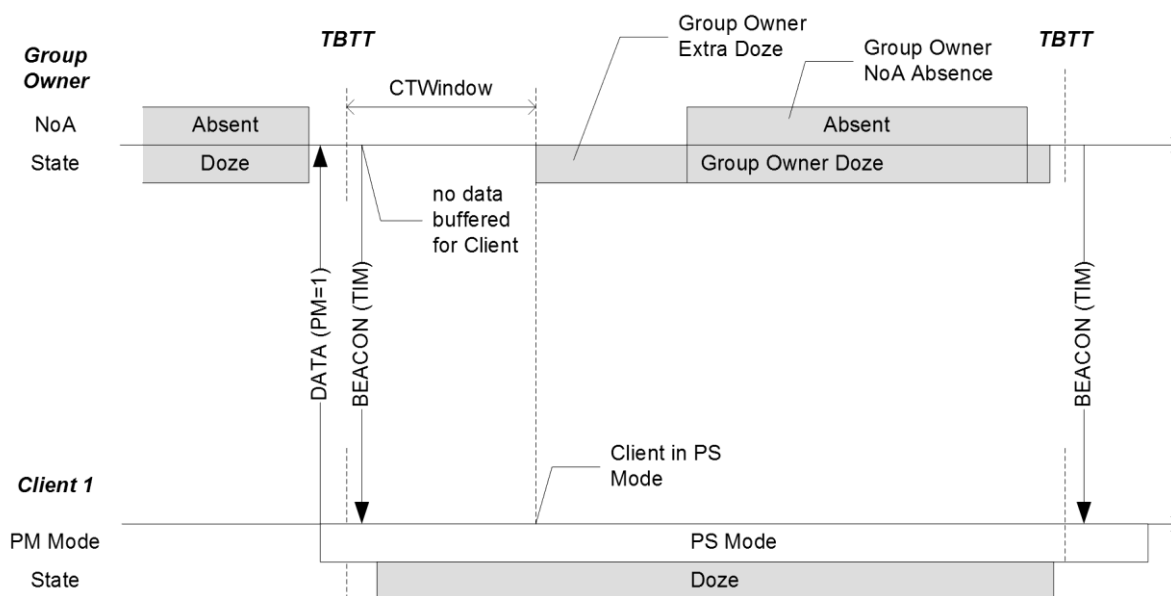 Group Owner
Extra Doze
TBTT
TBTT
Group
Owner
Group Owner
NoA Absence
CTWindow
NoA
Absent
Absent
State
Doze
Group Owner Doze
no data
buffered
for Client
DATA (PM=1)
BEACON (TIM)
BEACON (TIM)
Client in PS
Mode
Client 1
PM Mode
PS Mode
State
Doze